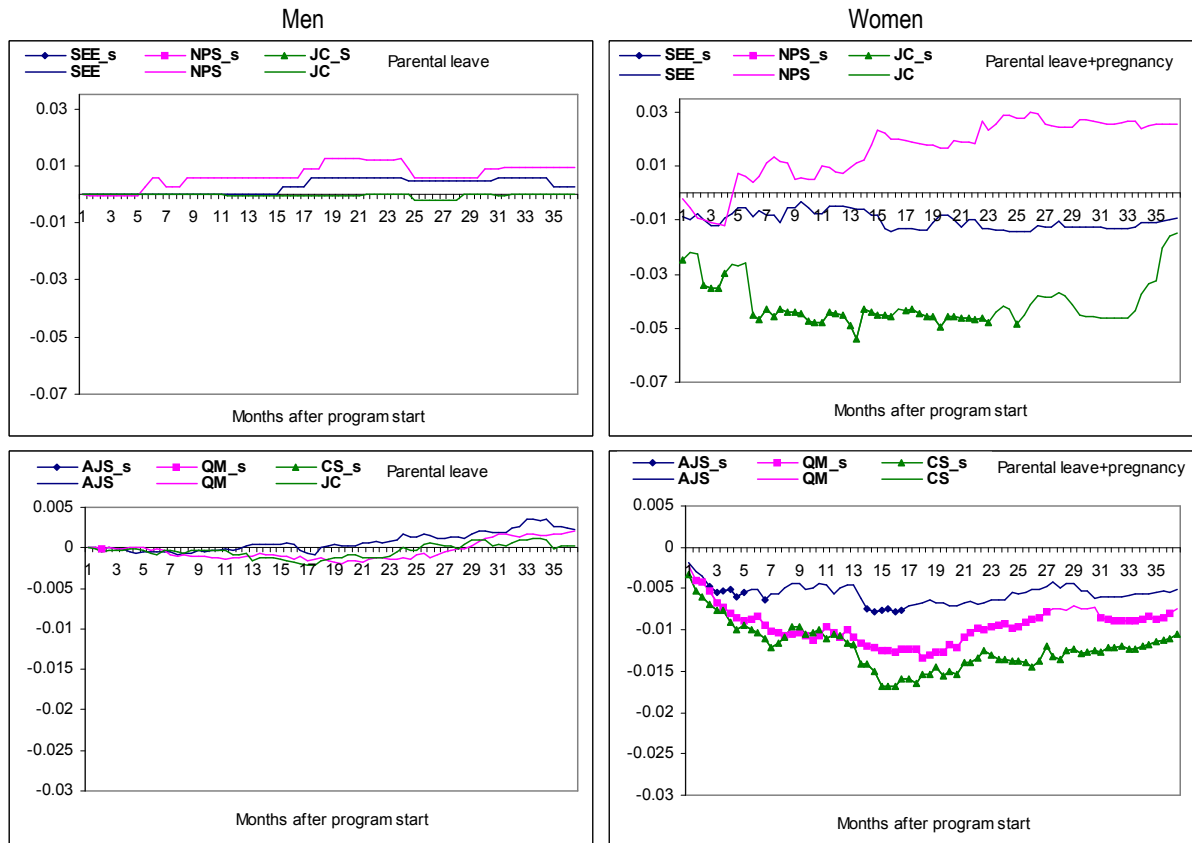 Men
Women
SEE_s NPS_s JC_S Parental leave
SEE NPS JC
0.03
0.01
-0.01
-0.03
-0.05
-0.07
1 3 5 7 9 11 13 15 17 19 21 23 25 27 29 31 33 35
Months after program start
SEE_s NPS_s JC_s Parental leave+pregnancy
SEE NPS JC
0.03
0.01
-0.01
-0.03
-0.05
-0.07
1 3 5 7 9 11 13 15 17 19 21 23 25 27 29 31 33 35
Months after program start
AJS_s QM_s CS_s Parental leave
AJS QM JC
0.005
0
-0.005
-0.01
-0.015
-0.02
-0.025
-0.03
1 3 5 7 9 11 13 15 17 19 21 23 25 27 29 31 33 35
Months after program start
AJS_s QM_s CS_s Parental leave+pregnancy
AJS QM CS
0.005
0
-0.005
-0.01
-0.015
-0.02
-0.025
-0.03
1 3 5 7 9 11 13 15 17 19 21 23 25 27 29 31 33 35
Months after program start